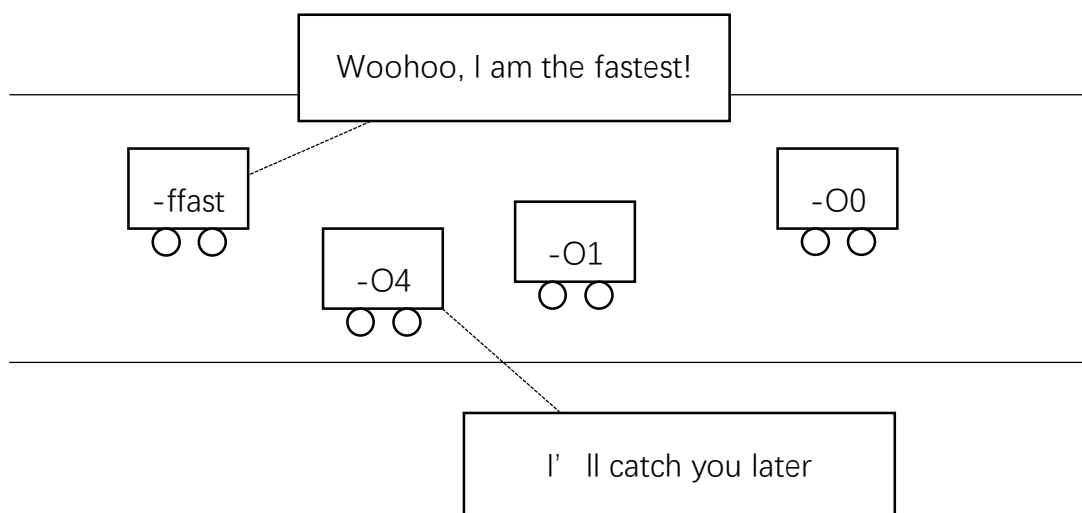 Woohoo, I am the fastest!
-ffast
-O0
-O1
-O4
I' ll catch you later